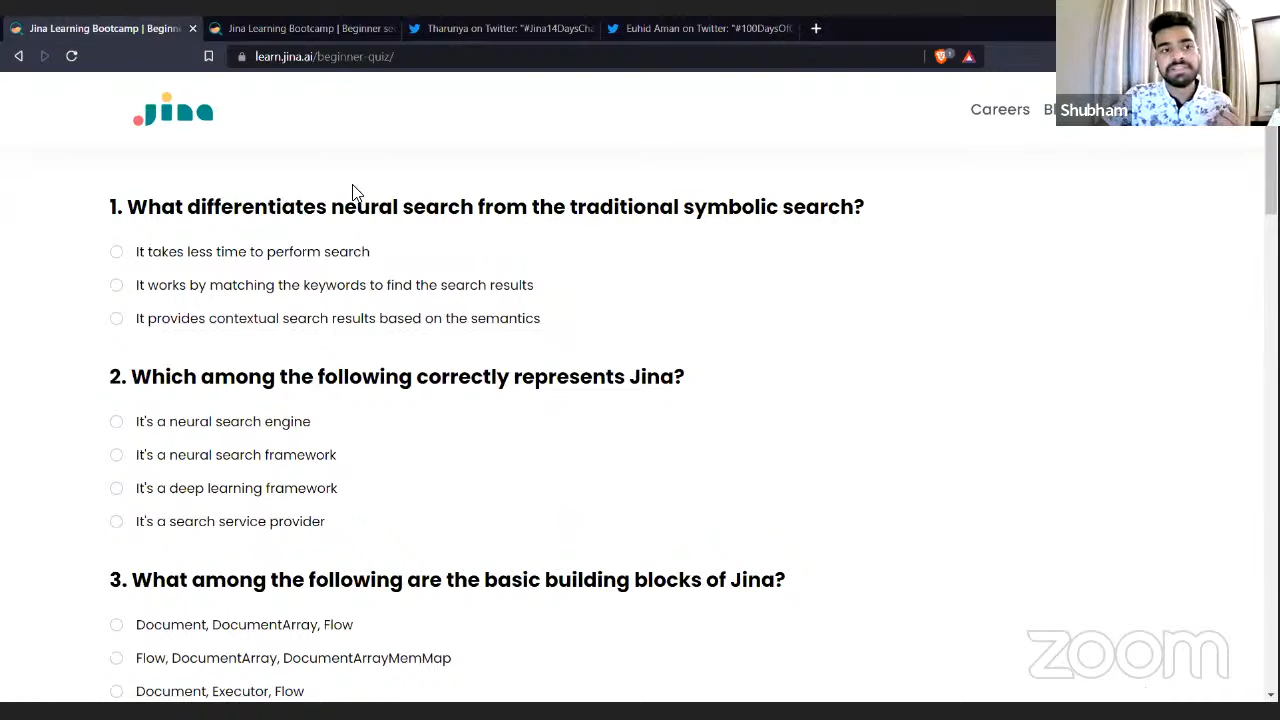 Jina Learning Bootcamp | Beginn
Jina Learning Bootcamp | Beginner se
Tharunya on Twitter: "#Jina14DaysCh
Euhid Aman on Twitter: "#100DaysOf
learn.jina.ai/beginner-quiz/
Jina
Careers
Shubham
1. What differentiates neural search from the traditional symbolic search?
It takes less time to perform search
It works by matching the keywords to find the search results
It provides contextual search results based on the semantics
2. Which among the following correctly represents Jina?
It's a neural search engine
It's a neural search framework
It's a deep learning framework
It's a search service provider
3. What among the following are the basic building blocks of Jina?
Document, DocumentArray, Flow
Flow, DocumentArray, DocumentArrayMemMap
Document, Executor, Flow
zoom